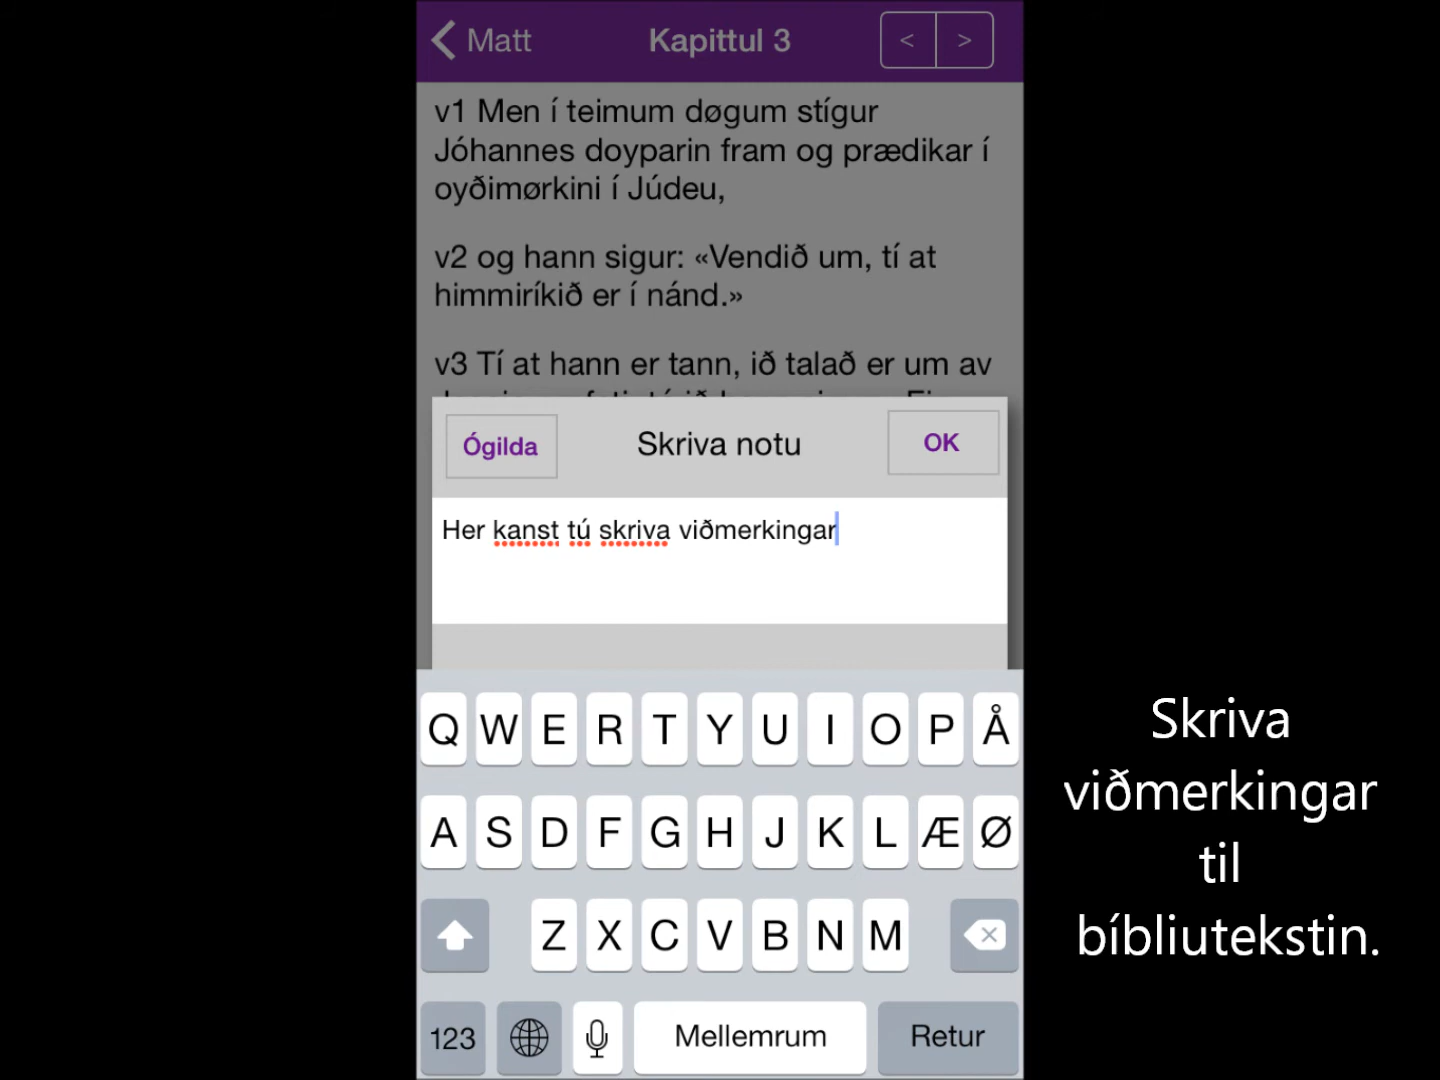 Matt
Kapittul 3
< >
v1 Men í teimum døgum stígur
Jóhannes doyparin fram og prædikar í
oyðimørkini í Júdeu,
v2 og hann sigur: «Vendið um, tí at
himmiríkið er í nánd.»
v3 Tí at hann er tann, ið talað er um av
Ógilda
Skriva notu
OK
Her kanst tú skriva viðmerkingar
Q W E R T Y U I O P Å
A S D F G H J K L Æ Ø
Z X C V B N M
123
Mellemrum
Retur
Skriva
viðmerkingar
til
bíbliutekstin.